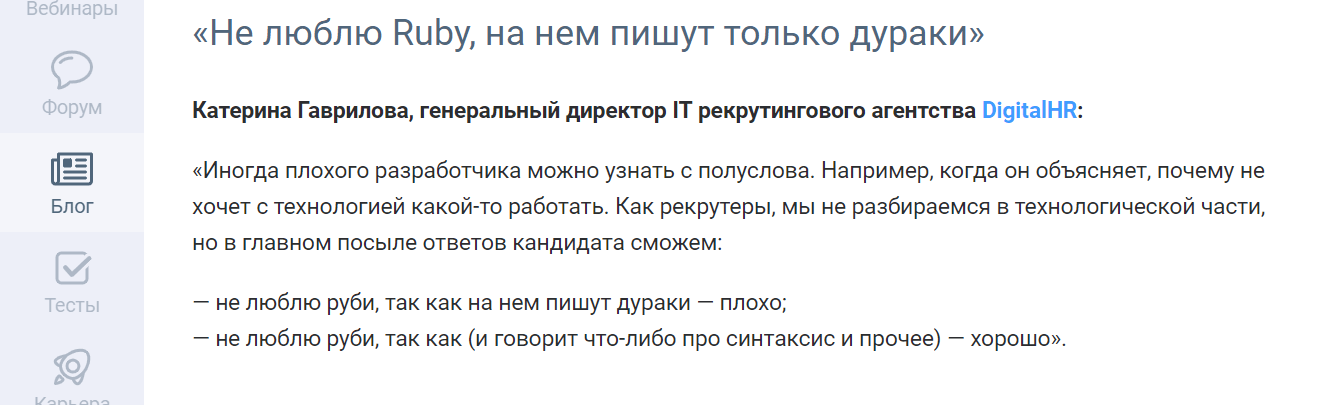 Вебинары
Форум
Блог
Тесты
Карьера
«Не люблю Ruby, на нем пишут только дураки»
Катерина Гаврилова, генеральный директор IT рекрутингового агентства DigitalHR:
«Иногда плохого разработчика можно узнать с полуслова. Например, когда он объясняет, почему не
хочет с технологией какой-то работать. Как рекрутеры, мы не разбираемся в технологической части,
но в главном посыле ответов кандидата сможем:
— не люблю руби, так как на нем пишут дураки — плохо;
— не люблю руби, так как (и говорит что-либо про синтаксис и прочее) — хорошо».